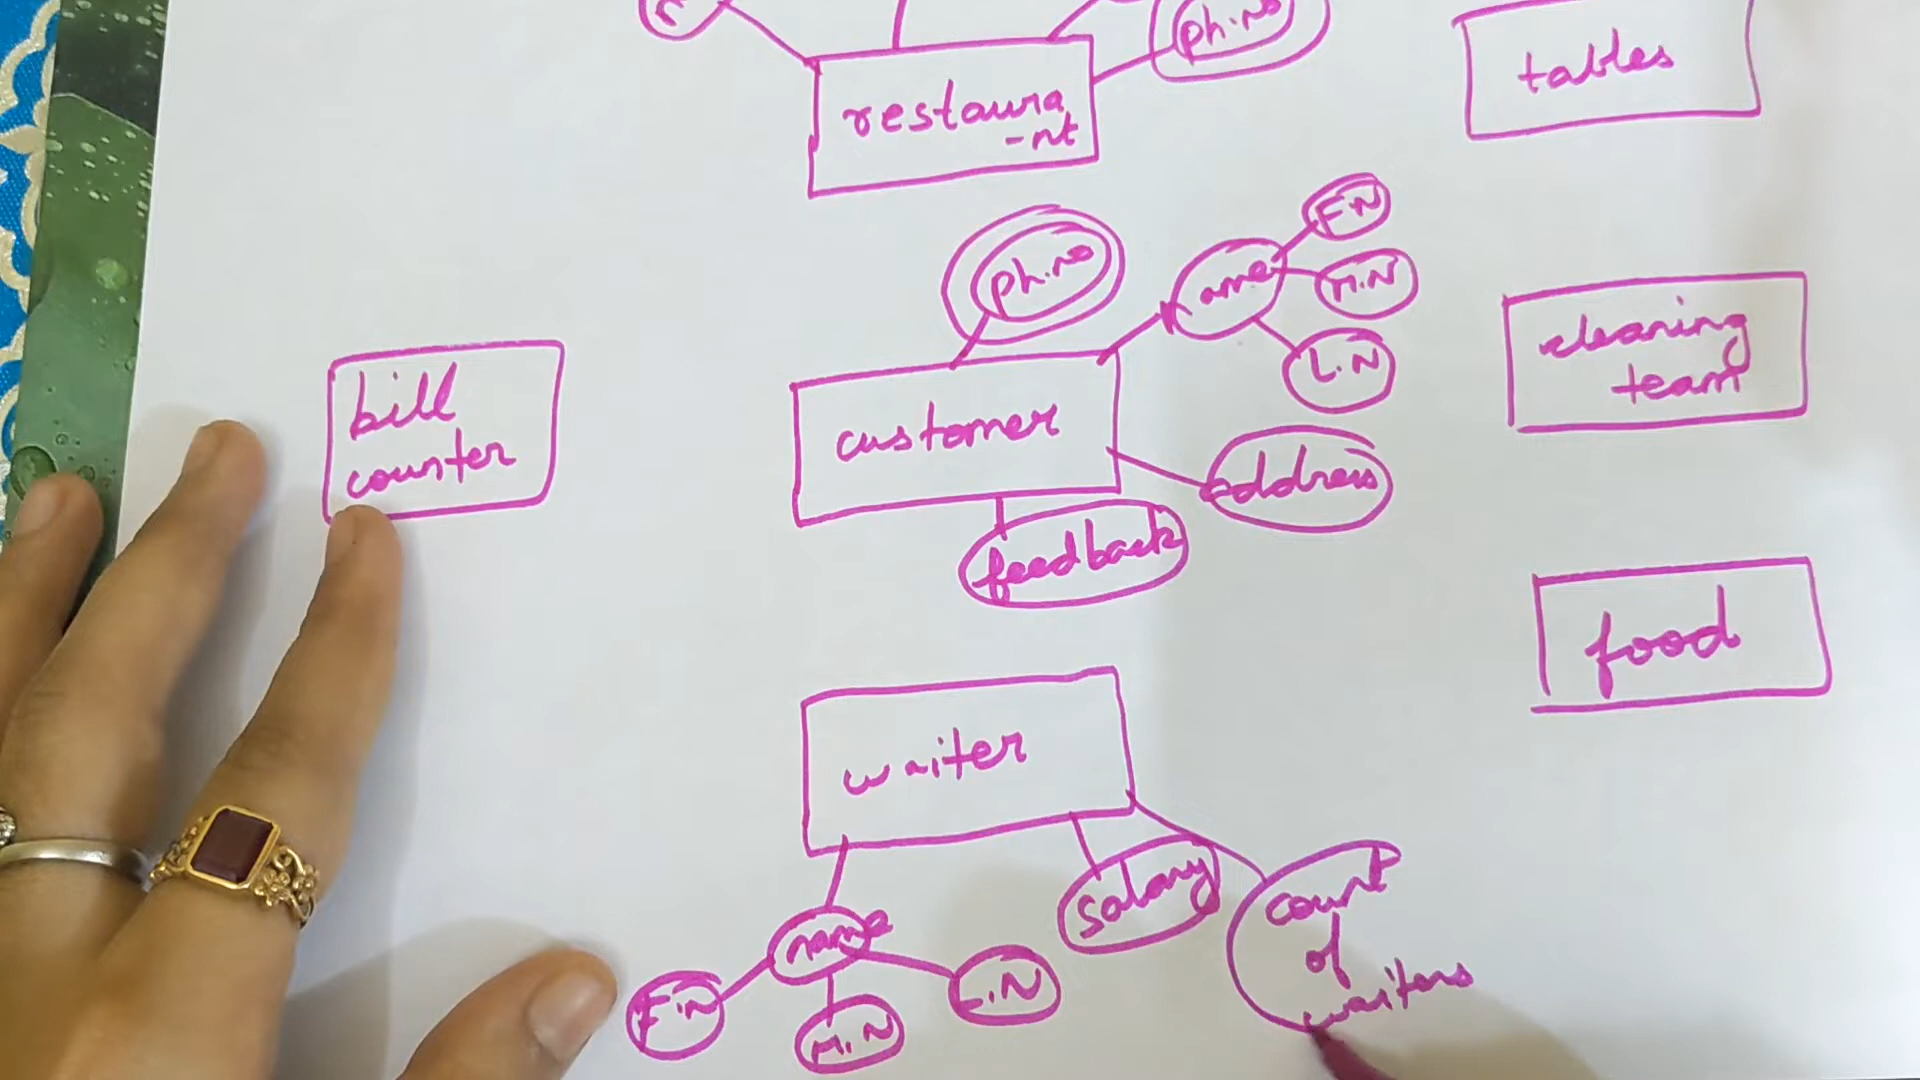 ph.no
tables
restaura
-nt
F.N
ph.no
name
M.N
cleaning
team
L.N
bill
counter
customer
address
feedback
food
waiter
salary
count
of
waiters
name
F.N
M.N
L.N